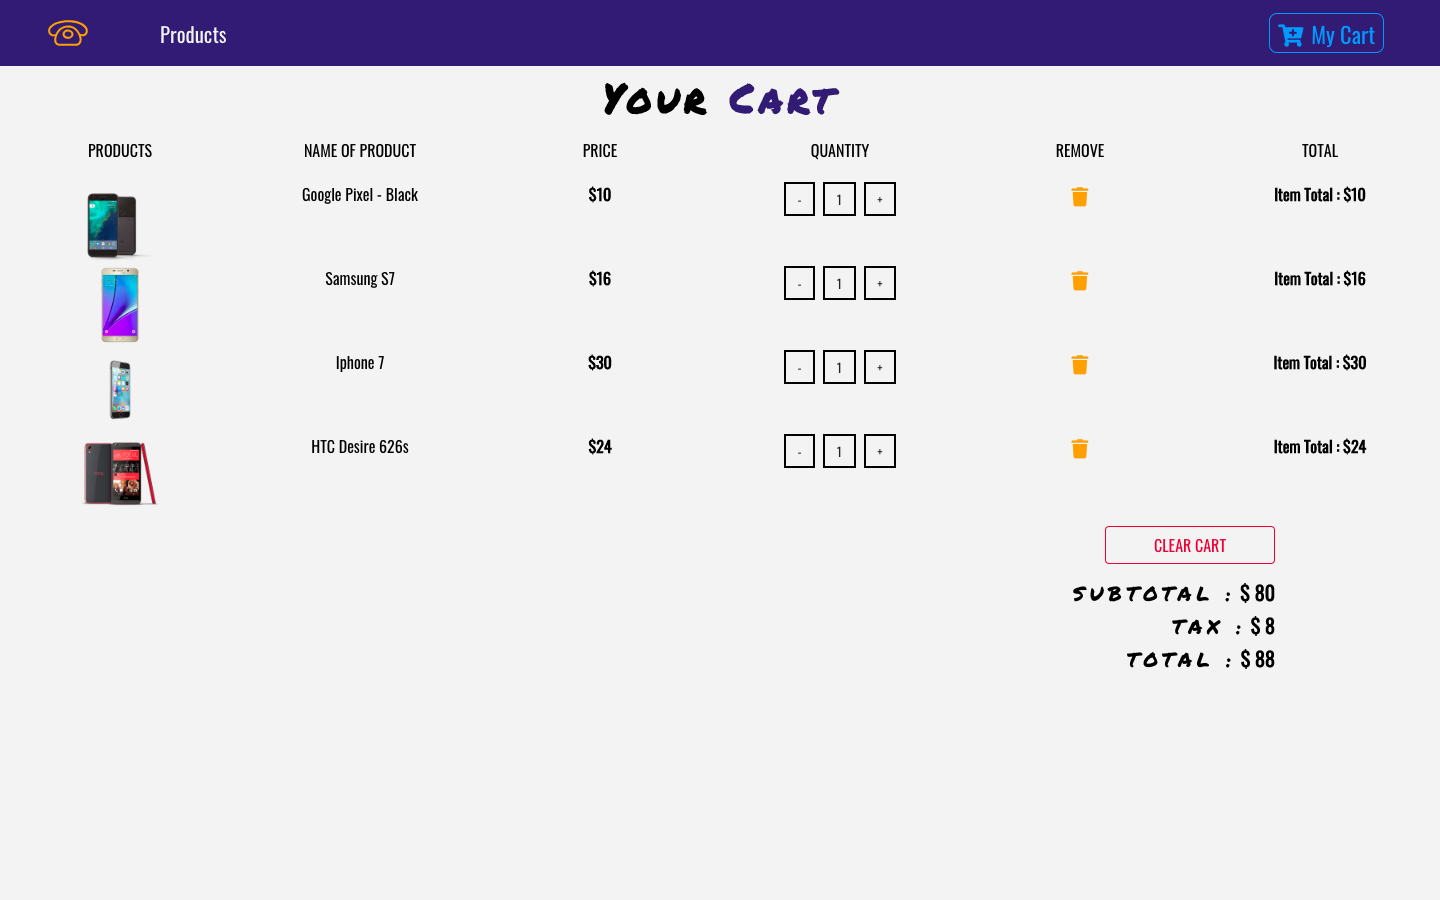 Products My Cart
Your Cart
PRODUCTS NAME OF PRODUCT PRICE QUANTITY REMOVE TOTAL
Google Pixel - Black $10 - 1 + Item Total : $10
Samsung S7 $16 - 1 + Item Total : $16
Iphone 7 $30 - 1 + Item Total : $30
HTC Desire 626s $24 - 1 + Item Total : $24
CLEAR CART
SUBTOTAL : $ 80
TAX : $ 8
TOTAL : $ 88